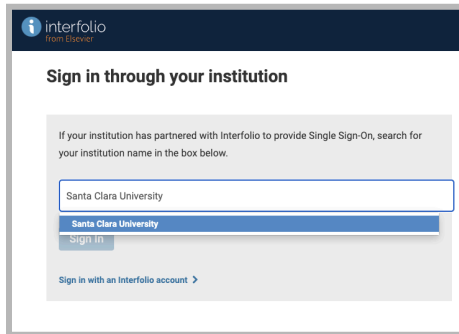 interfolio
from Elsevier
Sign in through your institution
If your institution has partnered with Interfolio to provide Single Sign-On, search for
your institution name in the box below.
Santa Clara University
Santa Clara University
Sign In
Sign in with an Interfolio account